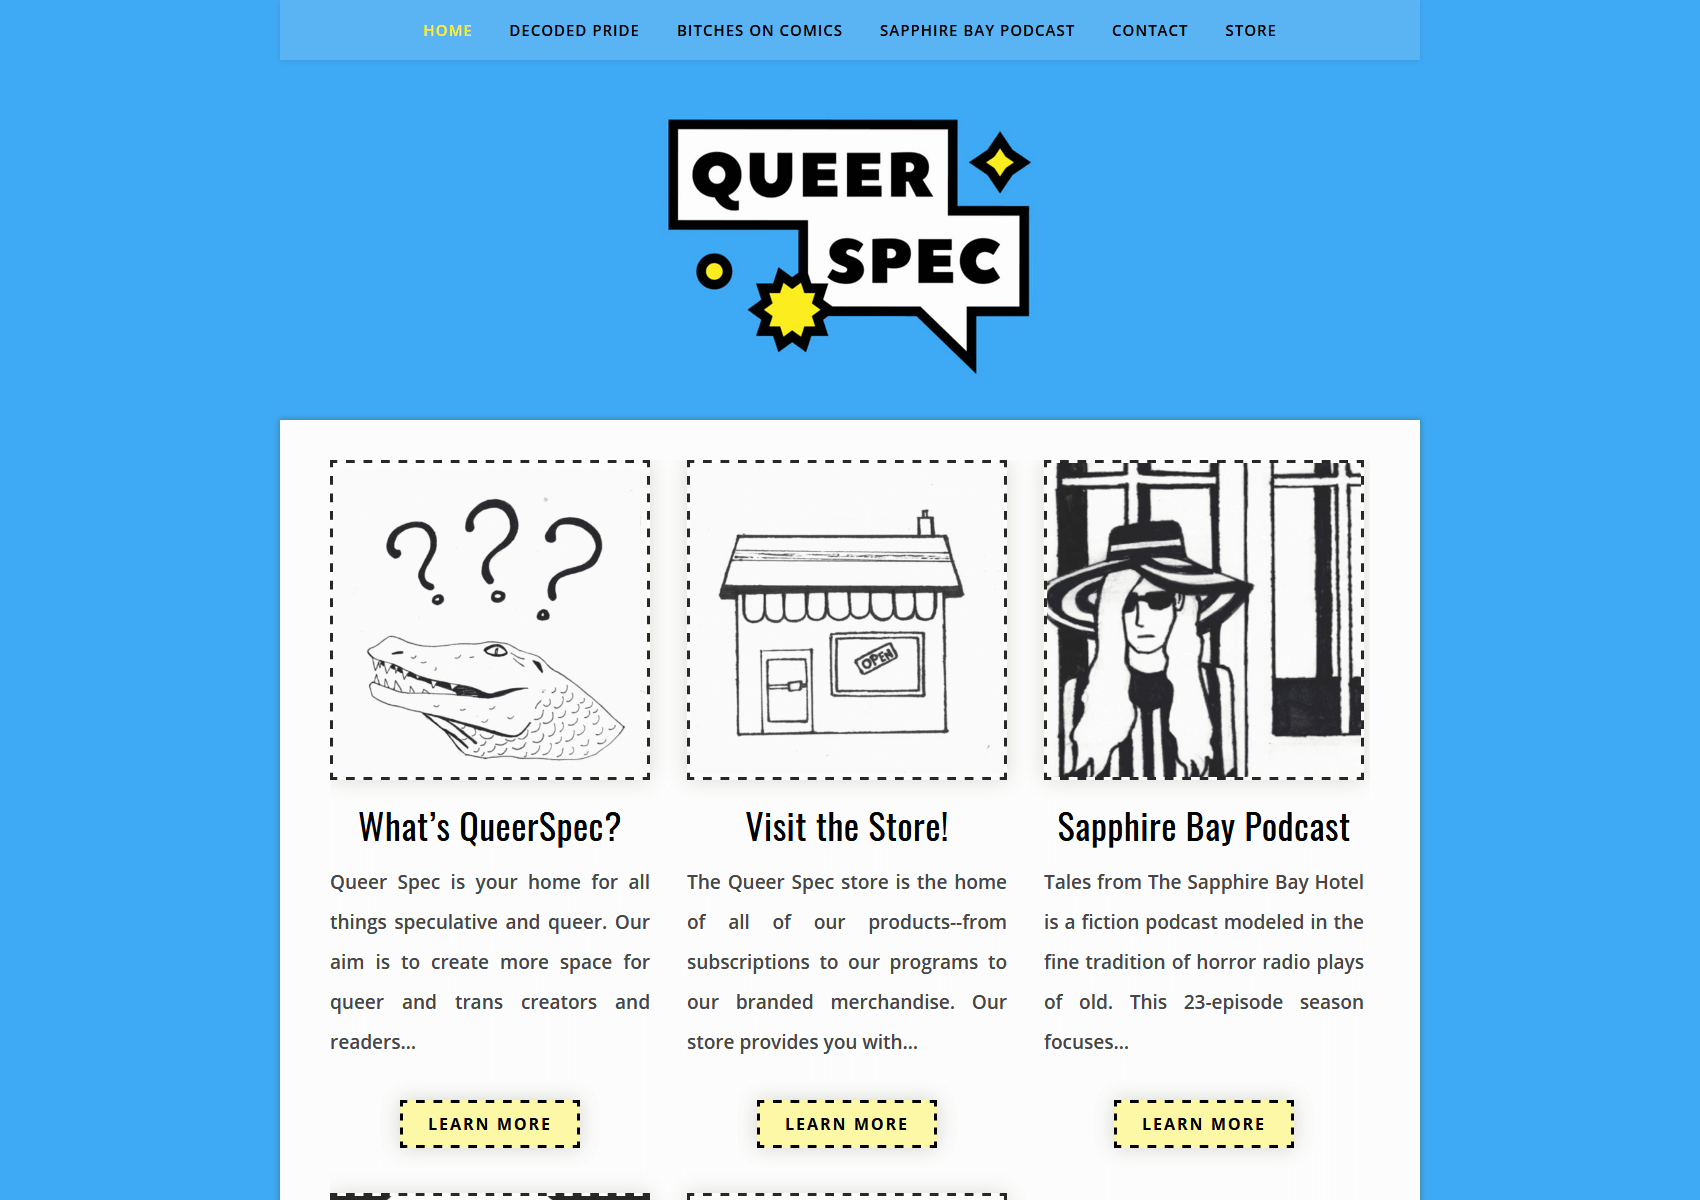 HOME DECODED PRIDE BITCHES ON COMICS SAPPHIRE BAY PODCAST CONTACT STORE
QUEER
SPEC
OPEN
What’s QueerSpec?
Queer Spec is your home for all
things speculative and queer. Our
aim is to create more space for
queer and trans creators and
readers...
LEARN MORE
Visit the Store!
The Queer Spec store is the home
of all of our products--from
subscriptions to our programs to
our branded merchandise. Our
store provides you with...
LEARN MORE
Sapphire Bay Podcast
Tales from The Sapphire Bay Hotel
is a fiction podcast modeled in the
fine tradition of horror radio plays
of old. This 23-episode season
focuses...
LEARN MORE